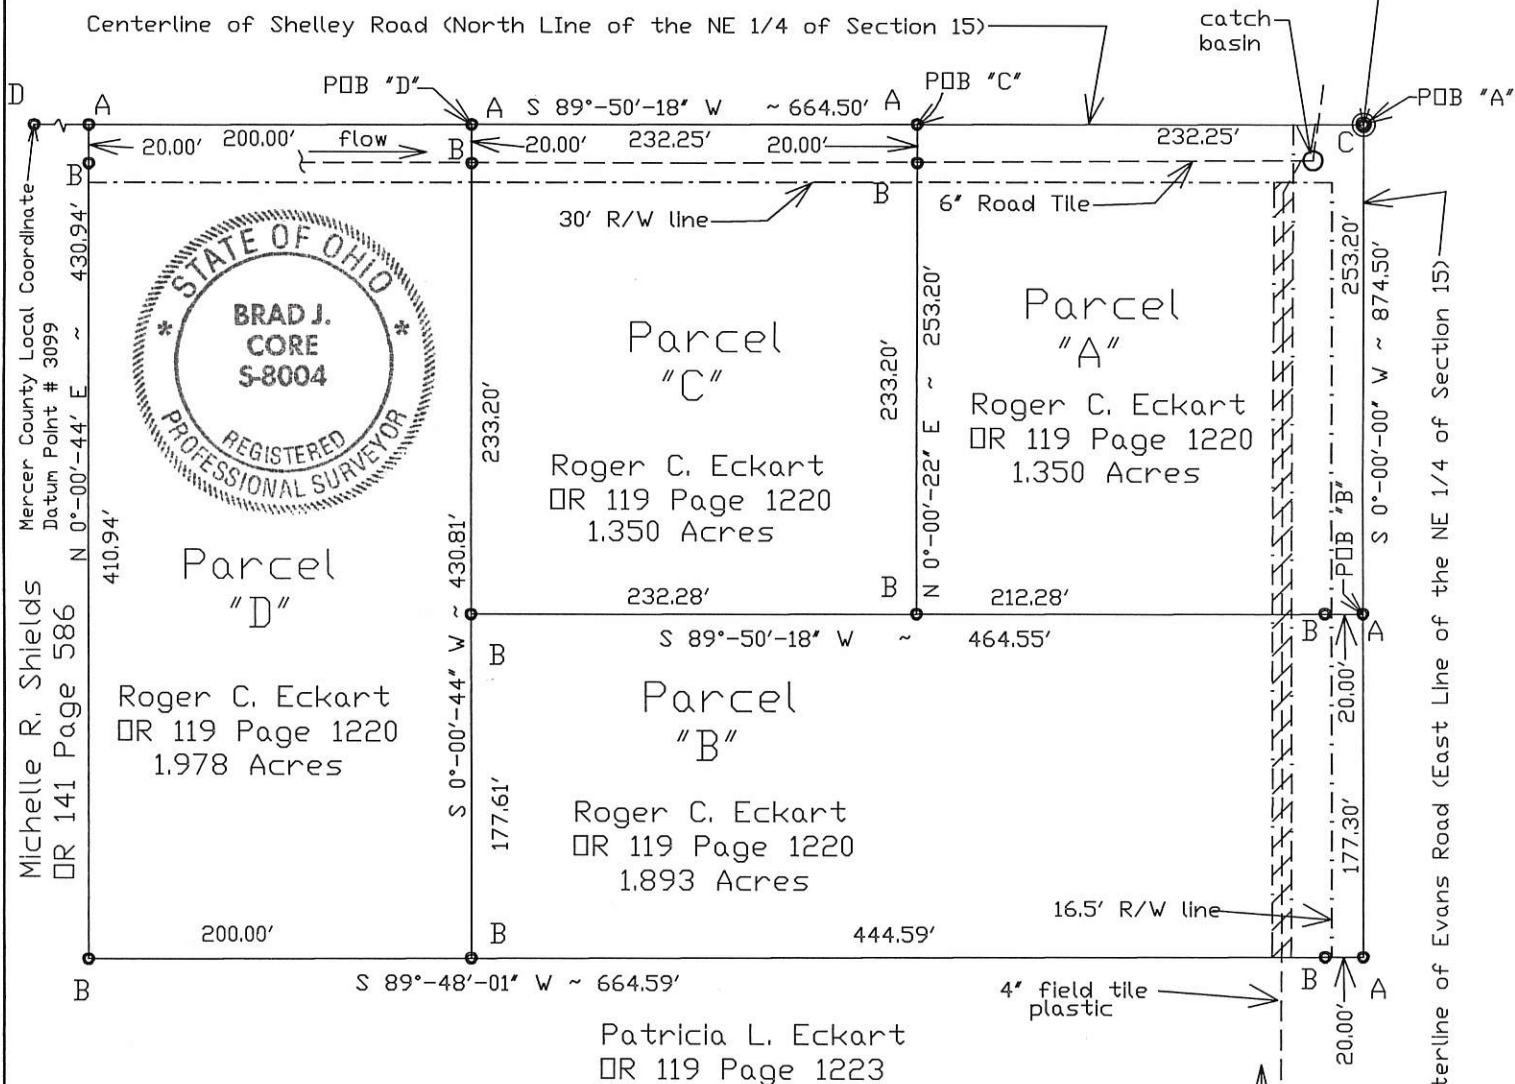 Centerline of Shelley Road (North LIne of the NE 1/4 of Section 15)
catch
basin
D
A
POB "D"
A
S 89°-50'-18" W ~ 664.50'
A
POB "C"
POB "A"
20.00'
200.00'
flow
B
20.00'
232.25'
20.00'
232.25'
C
B
30' R/W line
B
6" Road Tile
Mercer County Local Coordinate
Datum Point # 3099
N 0°-00'-44" E ~ 430.94'
410.94'
STATE OF OHIO
* BRAD J. *
CORE
S-8004
REGISTERED
PROFESSIONAL SURVEYOR
Parcel
"D"
Roger C. Eckart
OR 119 Page 1220
1.978 Acres
Michelle R. Shields
OR 141 Page 586
233.20'
S 0°-00'-44" W ~ 430.81'
177.61'
Parcel
"C"
Roger C. Eckart
OR 119 Page 1220
1.350 Acres
233.20'
N 0°-00'-22" E ~ 253.20'
Parcel
"A"
Roger C. Eckart
OR 119 Page 1220
1.350 Acres
253.20'
S 0°-00'-00" W ~ 874.50'
POB "B"
232.28'
B
212.28'
S 89°-50'-18" W ~ 464.55'
B
B
A
Parcel
"B"
Roger C. Eckart
OR 119 Page 1220
1.893 Acres
20.00'
177.30'
16.5' R/W line
200.00'
B
444.59'
B
S 89°-48'-01" W ~ 664.59'
4" field tile
plastic
B
A
20.00'
Patricia L. Eckart
OR 119 Page 1223
terline of Evans Road (East Line of the NE 1/4 of Section 15)